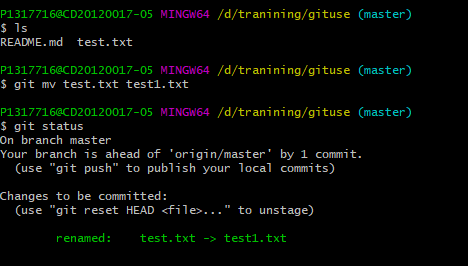 P1317716@CD20120017-05 MINGW64 /d/tranining/gituse (master)
$ ls
README.md  test.txt
P1317716@CD20120017-05 MINGW64 /d/tranining/gituse (master)
$ git mv test.txt test1.txt
P1317716@CD20120017-05 MINGW64 /d/tranining/gituse (master)
$ git status
On branch master
Your branch is ahead of 'origin/master' by 1 commit.
  (use "git push" to publish your local commits)
Changes to be committed:
  (use "git reset HEAD <file>..." to unstage)
        renamed:    test.txt -> test1.txt